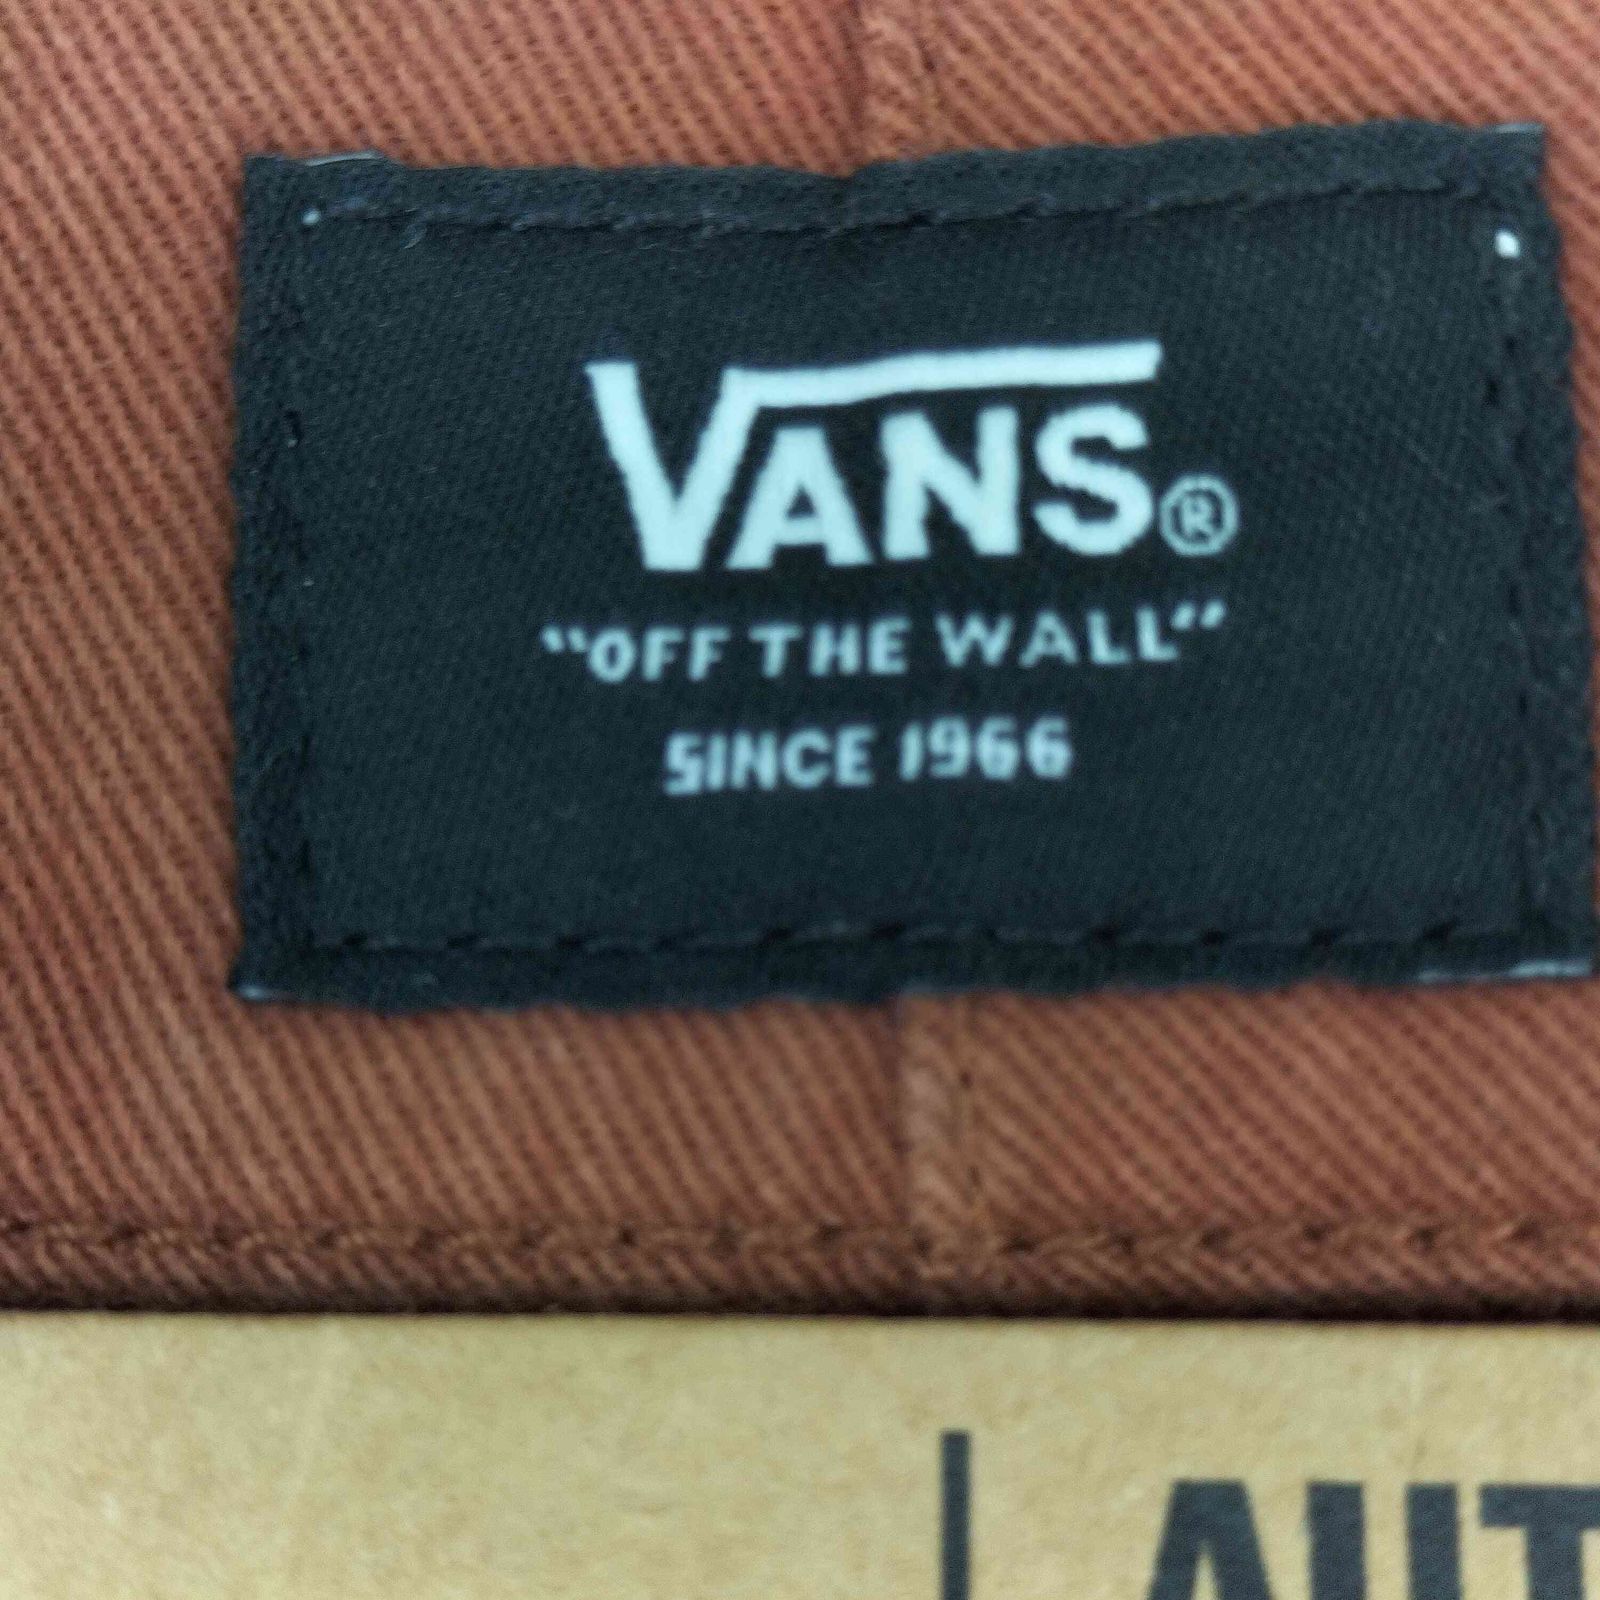 VANS®
"OFF THE WALL"
SINCE 1966